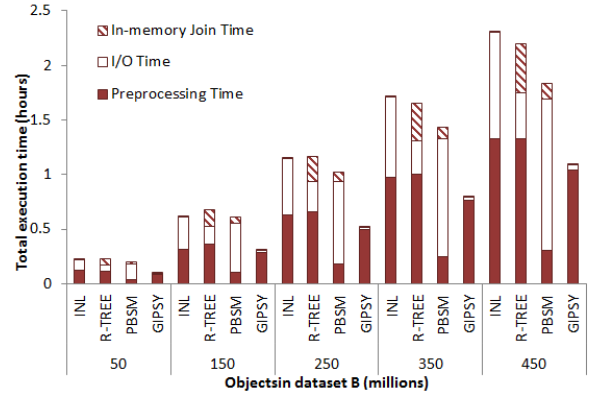 2.5
2
1.5
1
0.5
0
Total execution time (hours)
In-memory Join Time
I/O Time
Preprocessing Time
INL R-TREE PBSM GIPSY INL R-TREE PBSM GIPSY INL R-TREE PBSM GIPSY INL R-TREE PBSM GIPSY INL R-TREE PBSM GIPSY
50 150 250 350 450
Objectsin dataset B (millions)